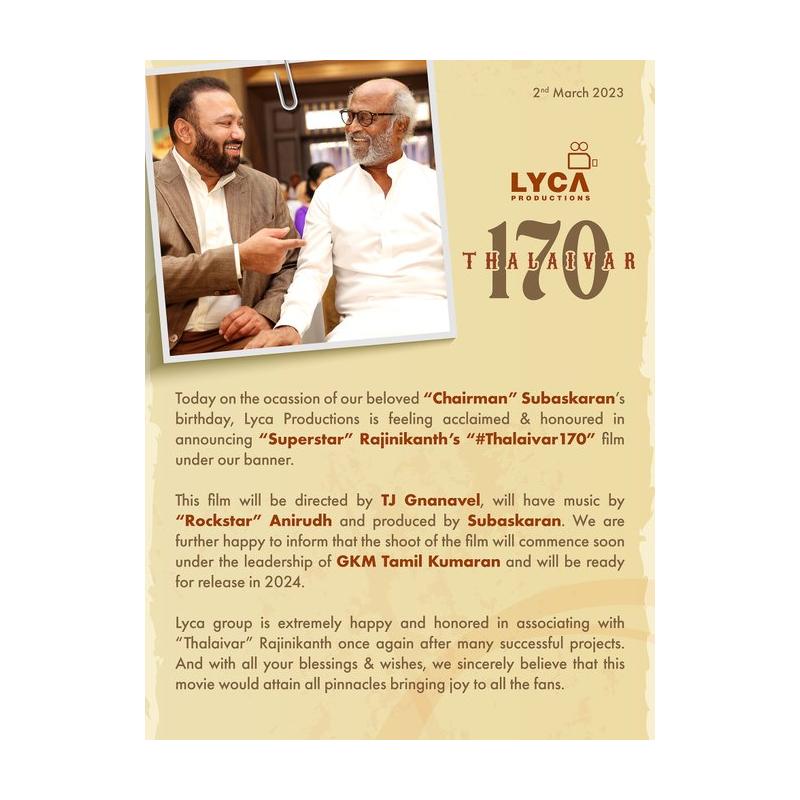 2nd March 2023
LYCA
PRODUCTIONS
170
THALAIVAR
Today on the ocassion of our beloved “Chairman” Subaskaran’s
birthday, Lyca Productions is feeling acclaimed & honoured in
announcing “Superstar” Rajinikanth’s “#Thalaivar170” film
under our banner.
This film will be directed by TJ Gnanavel, will have music by
“Rockstar” Anirudh and produced by Subaskaran. We are
further happy to inform that the shoot of the film will commence soon
under the leadership of GKM Tamil Kumaran and will be ready
for release in 2024.
Lyca group is extremely happy and honored in associating with
“Thalaivar” Rajinikanth once again after many successful projects.
And with all your blessings & wishes, we sincerely believe that this
movie would attain all pinnacles bringing joy to all the fans.